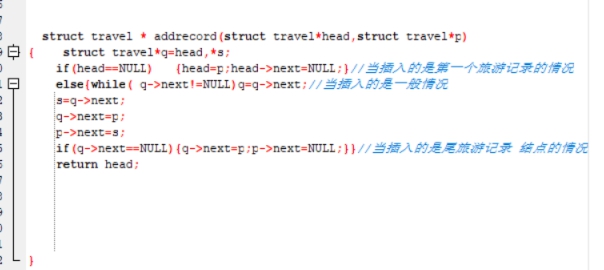 struct travel * addrecord(struct travel*head,struct travel*p)
{ struct travel*q=head,*s;
if(head==NULL) {head=p;head->next=NULL;}//当插入的是第一个旅游记录的情况
else{while( q->next!=NULL)q=q->next;//当插入的是一般情况
s=q->next;
q->next=p;
p->next=s;
if(q->next==NULL){q->next=p;p->next=NULL;}}//当插入的是尾旅游记录 结点的情况
return head;
}